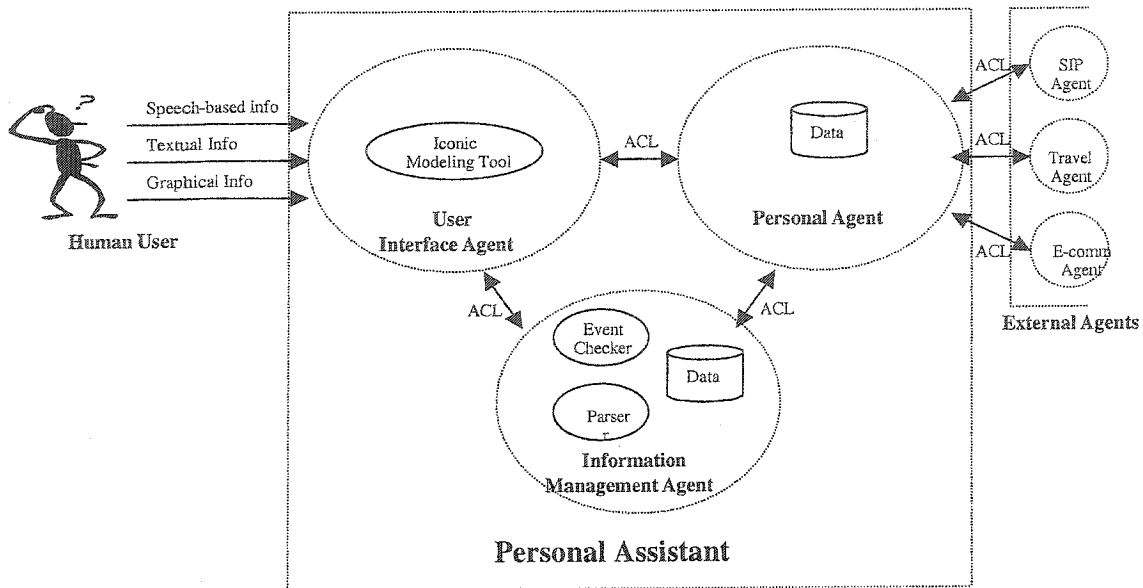 ?
Speech-based info
Textual Info
Graphical Info
Human User
Iconic
Modeling Tool
User
Interface Agent
ACL
Data
Personal Agent
ACL
SIP
Agent
ACL
Travel
Agent
ACL
E-comm
Agent
External Agents
ACL
ACL
Event
Checker
Data
Parser
r
Information
Management Agent
Personal Assistant